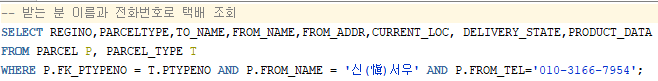 -- 받는 분 이름과 전화번호로 택배 조회
SELECT REGINO,PARCELTYPE,TO_NAME,FROM_NAME,FROM_ADDR,CURRENT_LOC, DELIVERY_STATE,PRODUCT_DATA
FROM PARCEL P, PARCEL_TYPE T
WHERE P.FK_PTYPENO = T.PTYPENO AND P.FROM_NAME = '신(愼)서우' AND P.FROM_TEL='010-3166-7954';